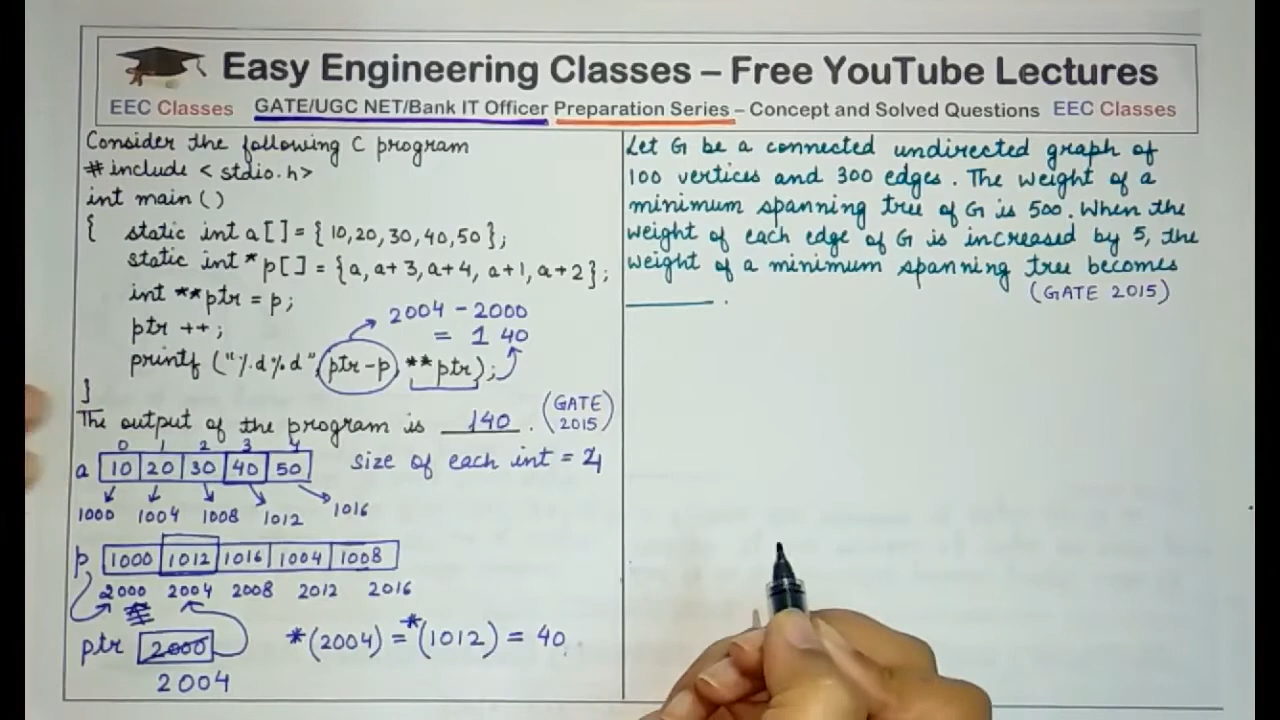 Easy Engineering Classes – Free YouTube Lectures
EEC Classes GATE/UGC NET/Bank IT Officer Preparation Series – Concept and Solved Questions EEC Classes
Consider the following C program
# include < stdio.h>
int main ()
{ static int a [ ] = { 10, 20, 30, 40, 50 };
static int * p[ ] = { a, a+3, a+4, a+1, a+2 };
int **ptr = p;
2004 - 2000
ptr ++;
= 1 40
printf ("%d%d", ptr-p, **ptr);
}
The output of the program is 140. (GATE 2015)
0 1 2 3 4
a 10 20 30 40 50 size of each int = 4
1000 1004 1008 1012 1016
p 1000 1012 1016 1004 1008
2000 2004 2008 2012 2016
ptr 2000 *(2004) = *(1012) = 40
2004
Let G be a connected undirected graph of
100 vertices and 300 edges. The weight of a
minimum spanning tree of G is 500. When the
weight of each edge of G is increased by 5, the
weight of a minimum spanning tree becomes
______. (GATE 2015)